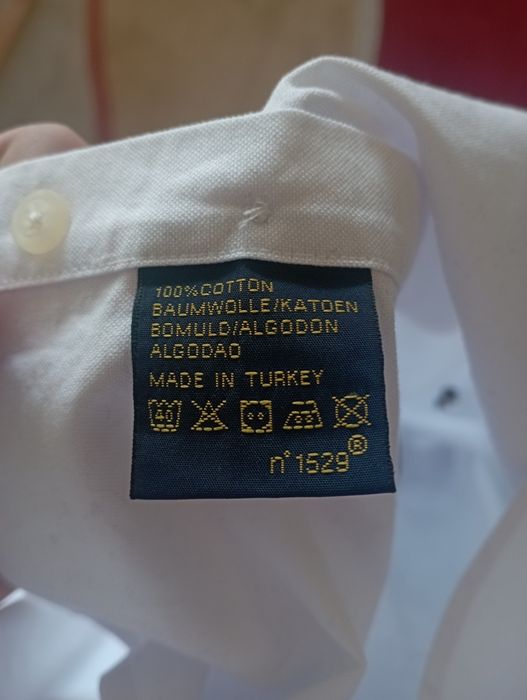 100%COTTON
BAUMWOLLE/KATOEN
BOMULD/ALGODON
ALGODAO
MADE IN TURKEY
40
n°1529®